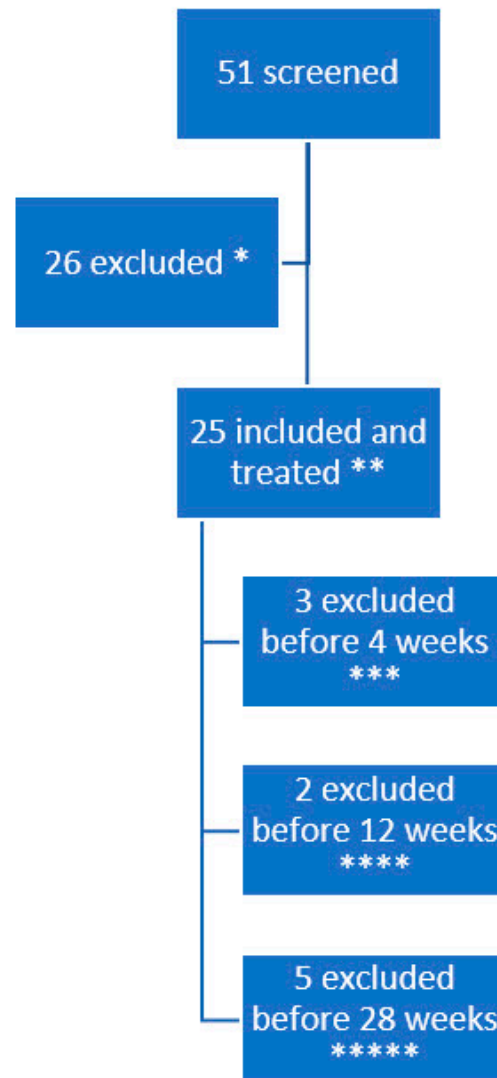 51 screened
26 excluded *
25 included and
treated **
3 excluded
before 4 weeks
***
2 excluded
before 12 weeks
****
5 excluded
before 28 weeks
*****